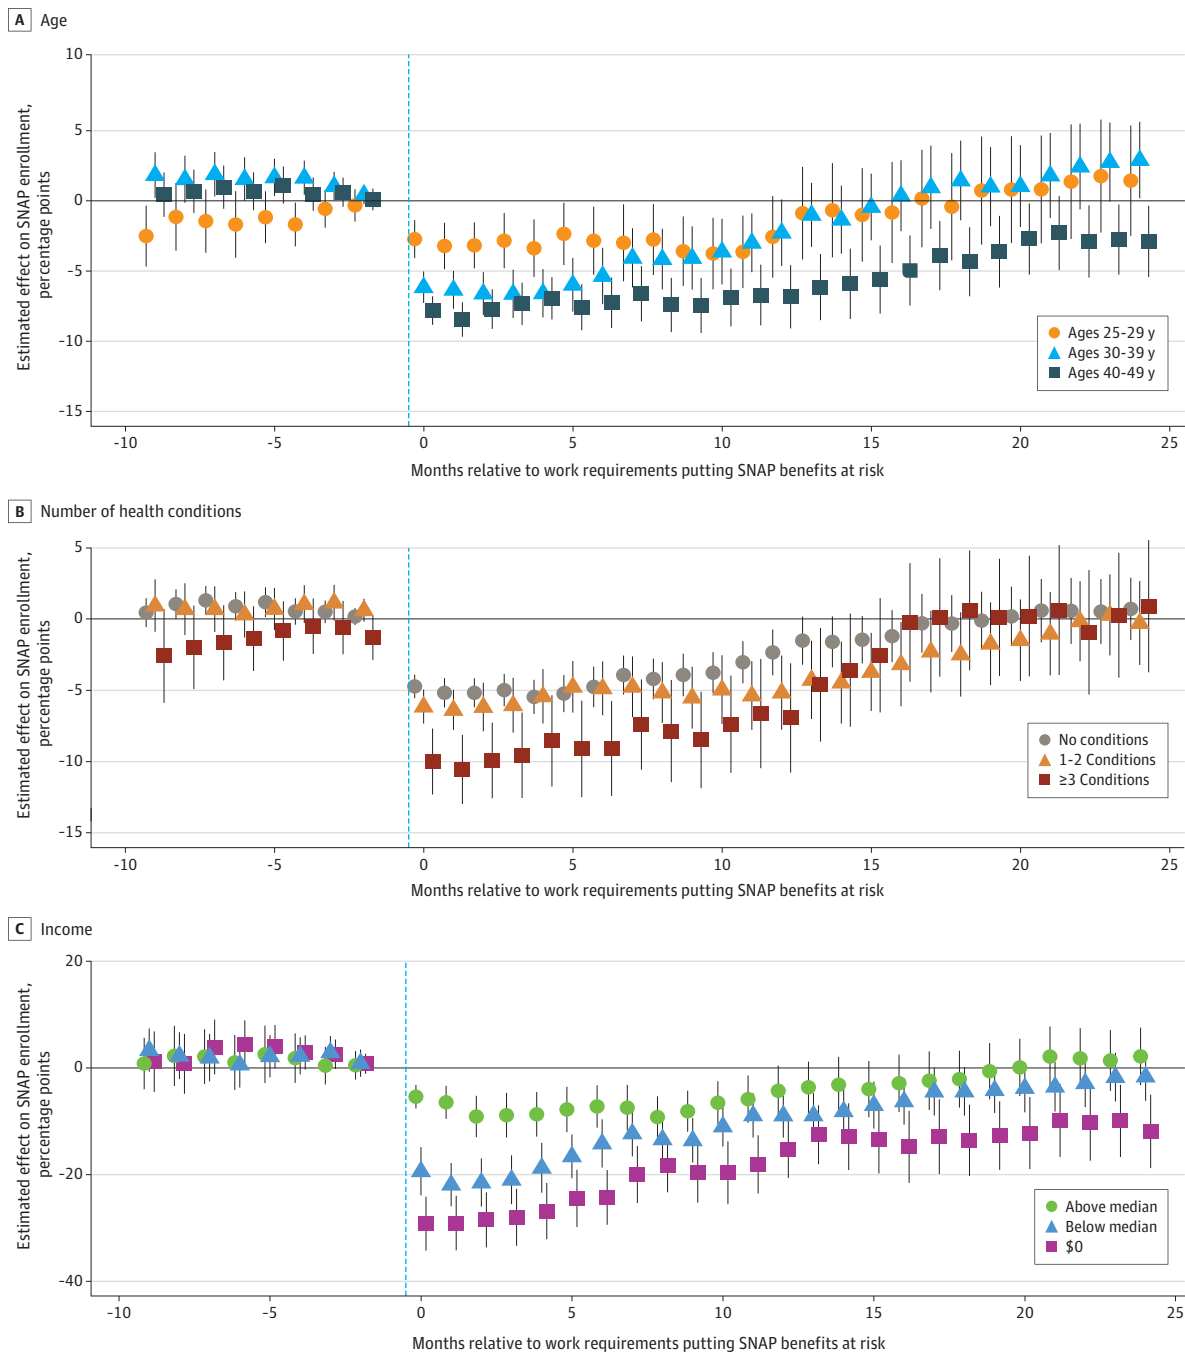 A Age
Estimated effect on SNAP enrollment,
percentage points
10
5
0
-5
-10
-15
-10 -5 0 5 10 15 20 25
Months relative to work requirements putting SNAP benefits at risk
Ages 25-29 y
Ages 30-39 y
Ages 40-49 y
B Number of health conditions
Estimated effect on SNAP enrollment,
percentage points
5
0
-5
-10
-15
-10 -5 0 5 10 15 20 25
Months relative to work requirements putting SNAP benefits at risk
No conditions
1-2 Conditions
≥3 Conditions
C Income
Estimated effect on SNAP enrollment,
percentage points
20
0
-20
-40
-10 -5 0 5 10 15 20 25
Months relative to work requirements putting SNAP benefits at risk
Above median
Below median
$0